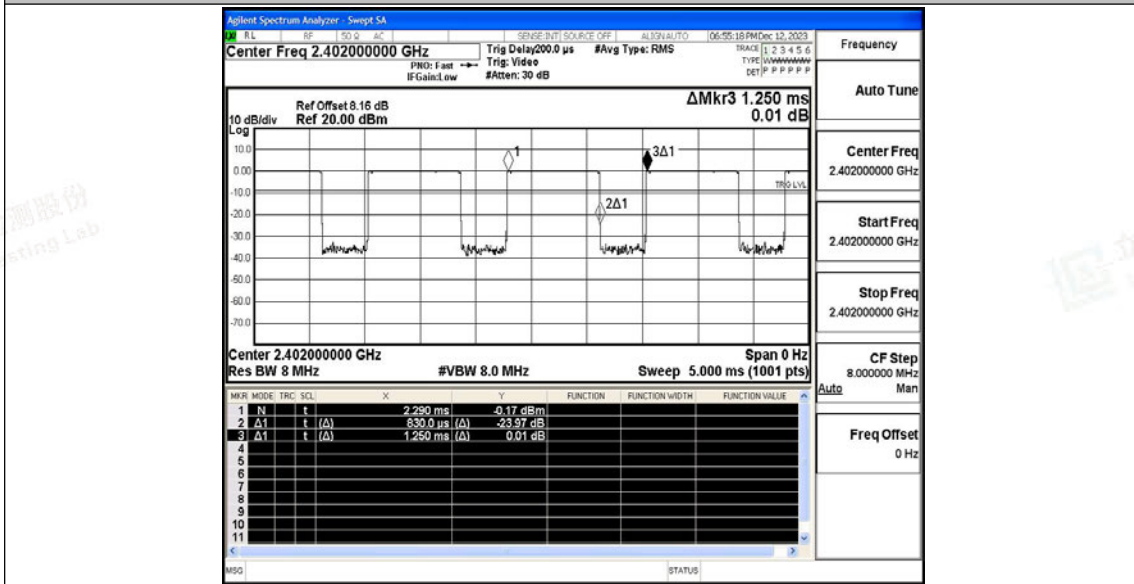 Agilent Spectrum Analyzer - Swept SA
RL RF 50 Ω AC SENSE:INT SOURCE OFF ALIGNAUTO 06:55:18 PM Dec 12, 2023
Center Freq 2.402000000 GHz
PNO: Fast
IFGain:Low
Trig Delay200.0 µs #Avg Type: RMS
Trig: Video
#Atten: 30 dB
TRACE 1 2 3 4 5 6
TYPE
DET P P P P P P
ΔMkr3 1.250 ms
0.01 dB
Ref Offset 8.16 dB
10 dB/div Ref 20.00 dBm
Log
10.0
0.00
-10.0
-20.0
-30.0
-40.0
-50.0
-60.0
-70.0
1
3Δ1
TRIG LVL
2Δ1
Center 2.402000000 GHz Span 0 Hz
Res BW 8 MHz #VBW 8.0 MHz Sweep 5.000 ms (1001 pts)
MKR MODE TRC SCL X Y FUNCTION FUNCTION WIDTH FUNCTION VALUE
1 N t 2.290 ms -0.17 dBm
2 Δ1 t (Δ) 830.0 µs (Δ) -23.97 dB
3 Δ1 t (Δ) 1.250 ms (Δ) 0.01 dB
4
5
6
7
8
9
10
11
MSG STATUS
Frequency
Auto Tune
Center Freq
2.402000000 GHz
Start Freq
2.402000000 GHz
Stop Freq
2.402000000 GHz
CF Step
8.000000 MHz
Auto Man
Freq Offset
0 Hz
股份
sting Lab
立